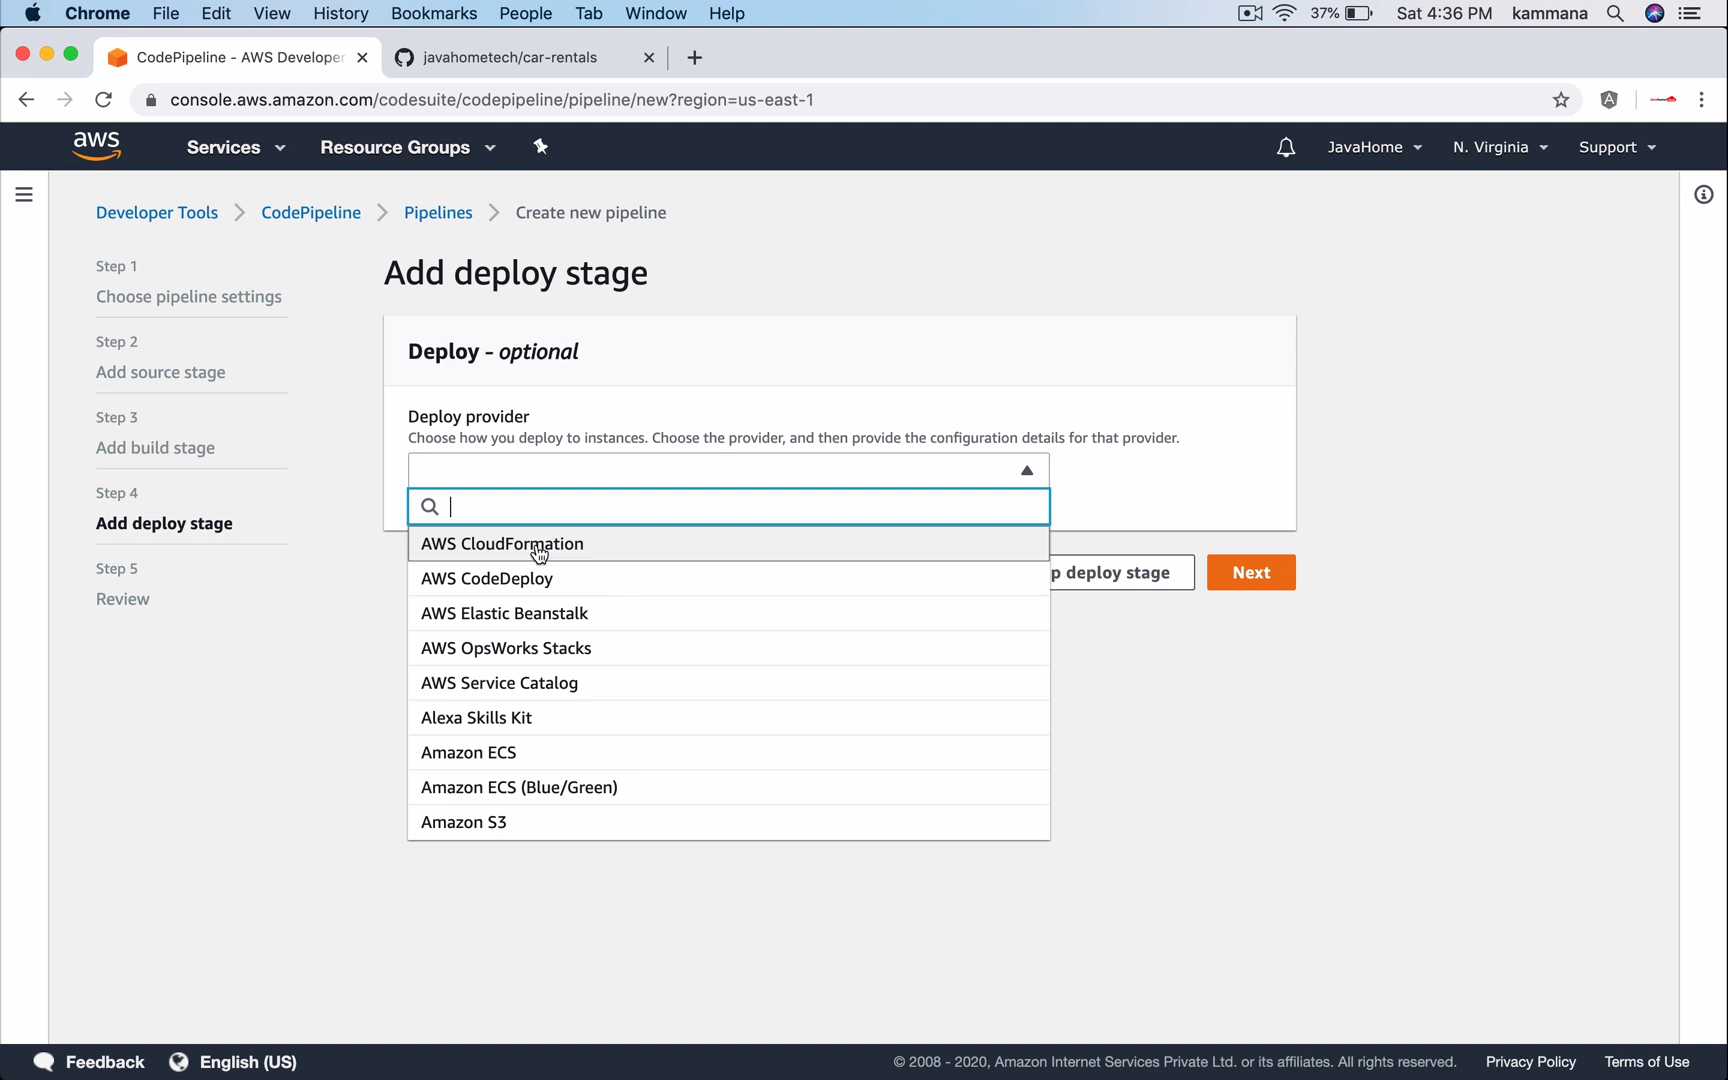 Chrome File Edit View History Bookmarks People Tab Window Help 37% Sat 4:36 PM kammana
CodePipeline - AWS Developer javahometech/car-rentals
console.aws.amazon.com/codesuite/codepipeline/pipeline/new?region=us-east-1
aws Services Resource Groups JavaHome N. Virginia Support
Developer Tools CodePipeline Pipelines Create new pipeline
Step 1
Choose pipeline settings
Step 2
Add source stage
Step 3
Add build stage
Step 4
Add deploy stage
Step 5
Review
Add deploy stage
Deploy - optional
Deploy provider
Choose how you deploy to instances. Choose the provider, and then provide the configuration details for that provider.
AWS CloudFormation
AWS CodeDeploy
AWS Elastic Beanstalk
AWS OpsWorks Stacks
AWS Service Catalog
Alexa Skills Kit
Amazon ECS
Amazon ECS (Blue/Green)
Amazon S3
p deploy stage Next
Feedback English (US) © 2008 - 2020, Amazon Internet Services Private Ltd. or its affiliates. All rights reserved. Privacy Policy Terms of Use